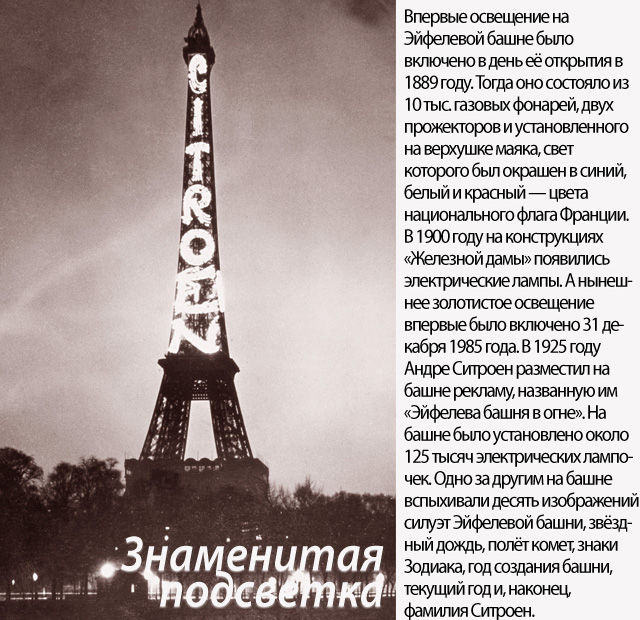 CITROEN
Знаменитая
подсветка
Впервые освещение на
Эйфелевой башне было
включено в день её открытия в
1889 году. Тогда оно состояло из
10 тыс. газовых фонарей, двух
прожекторов и установленного
на верхушке маяка, свет
которого был окрашен в синий,
белый и красный — цвета
национального флага Франции.
В 1900 году на конструкциях
«Железной дамы» появились
электрические лампы. А нынеш-
нее золотистое освещение
впервые было включено 31 де-
кабря 1985 года. В 1925 году
Андре Ситроен разместил на
башне рекламу, названную им
«Эйфелева башня в огне». На
башне было установлено около
125 тысяч электрических лампо-
чек. Одно за другим на башне
вспыхивали десять изображений
силуэт Эйфелевой башни, звёзд-
ный дождь, полёт комет, знаки
Зодиака, год создания башни,
текущий год и, наконец,
фамилия Ситроен.